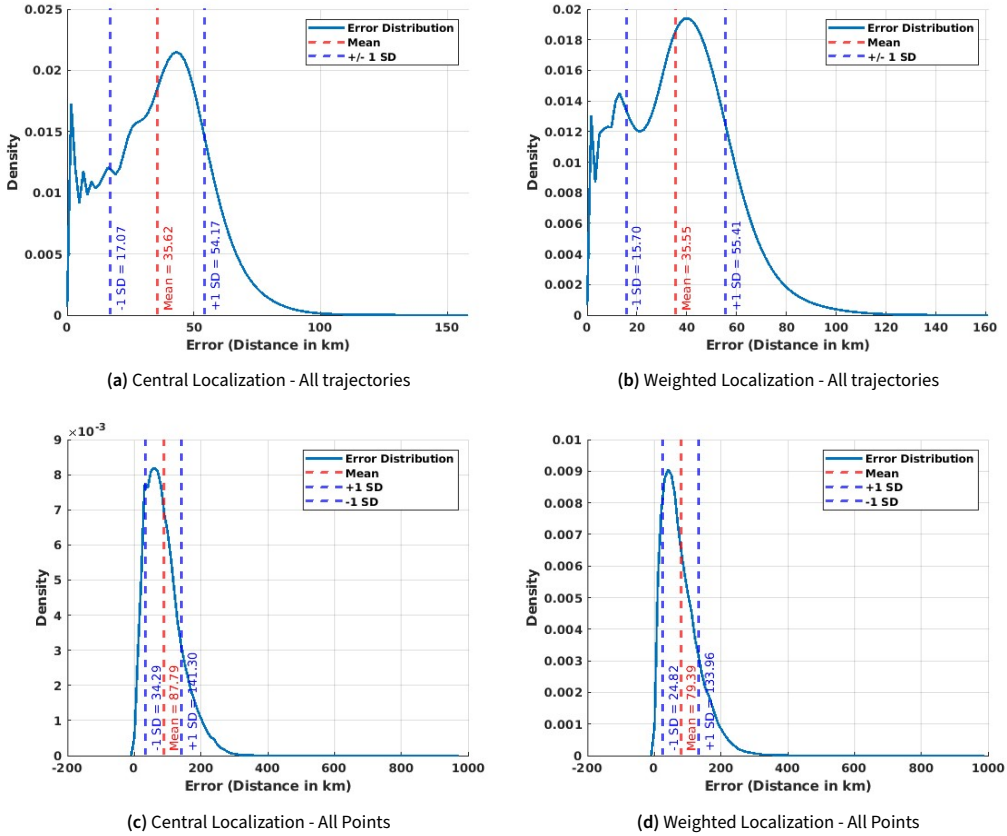 0.025
0.02
0.015
0.01
0.005
0
Density
Error Distribution
Mean
+/- 1 SD
-1 SD = 17.07
Mean = 35.62
+1 SD = 54.17
0 50 100 150
Error (Distance in km)
(a) Central Localization - All trajectories
0.02
0.018
0.016
0.014
0.012
0.01
0.008
0.006
0.004
0.002
0
Density
Error Distribution
Mean
+/- 1 SD
-1 SD = 15.70
Mean = 35.55
+1 SD = 55.41
0 20 40 60 80 100 120 140 160
Error (Distance in km)
(b) Weighted Localization - All trajectories
×10-3
9
8
7
6
5
4
3
2
1
0
Density
Error Distribution
Mean
+1 SD
-1 SD
-1 SD = 34.29
Mean = 87.79
+1 SD = 141.30
-200 0 200 400 600 800 1000
Error (Distance in km)
(c) Central Localization - All Points
0.01
0.009
0.008
0.007
0.006
0.005
0.004
0.003
0.002
0.001
0
Density
Error Distribution
Mean
+1 SD
-1 SD
-1 SD = 24.82
Mean = 79.39
+1 SD = 133.96
-200 0 200 400 600 800 1000
Error (Distance in km)
(d) Weighted Localization - All Points